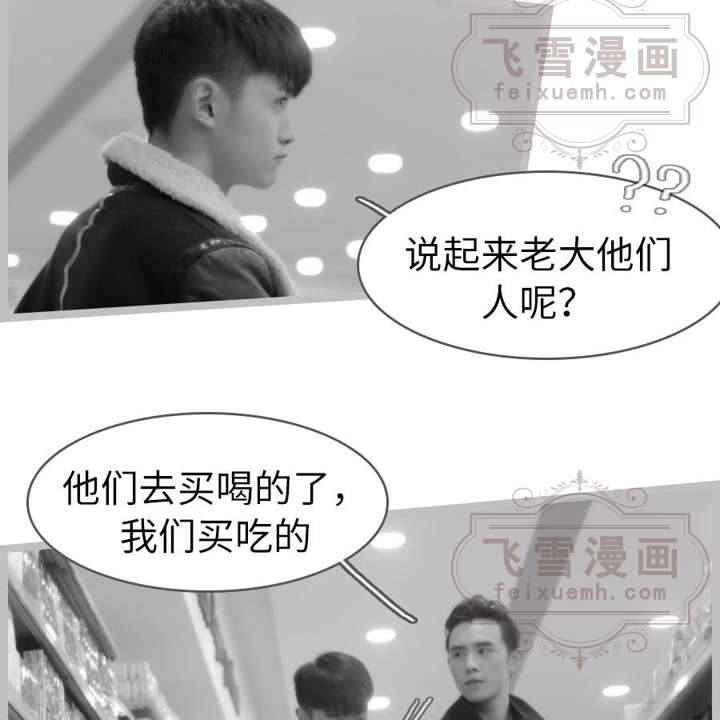 飞雪漫画
feixuemh.com
??
说起来老大他们
人呢？
他们去买喝的了，
我们买吃的
飞雪漫画
feixuemh.com